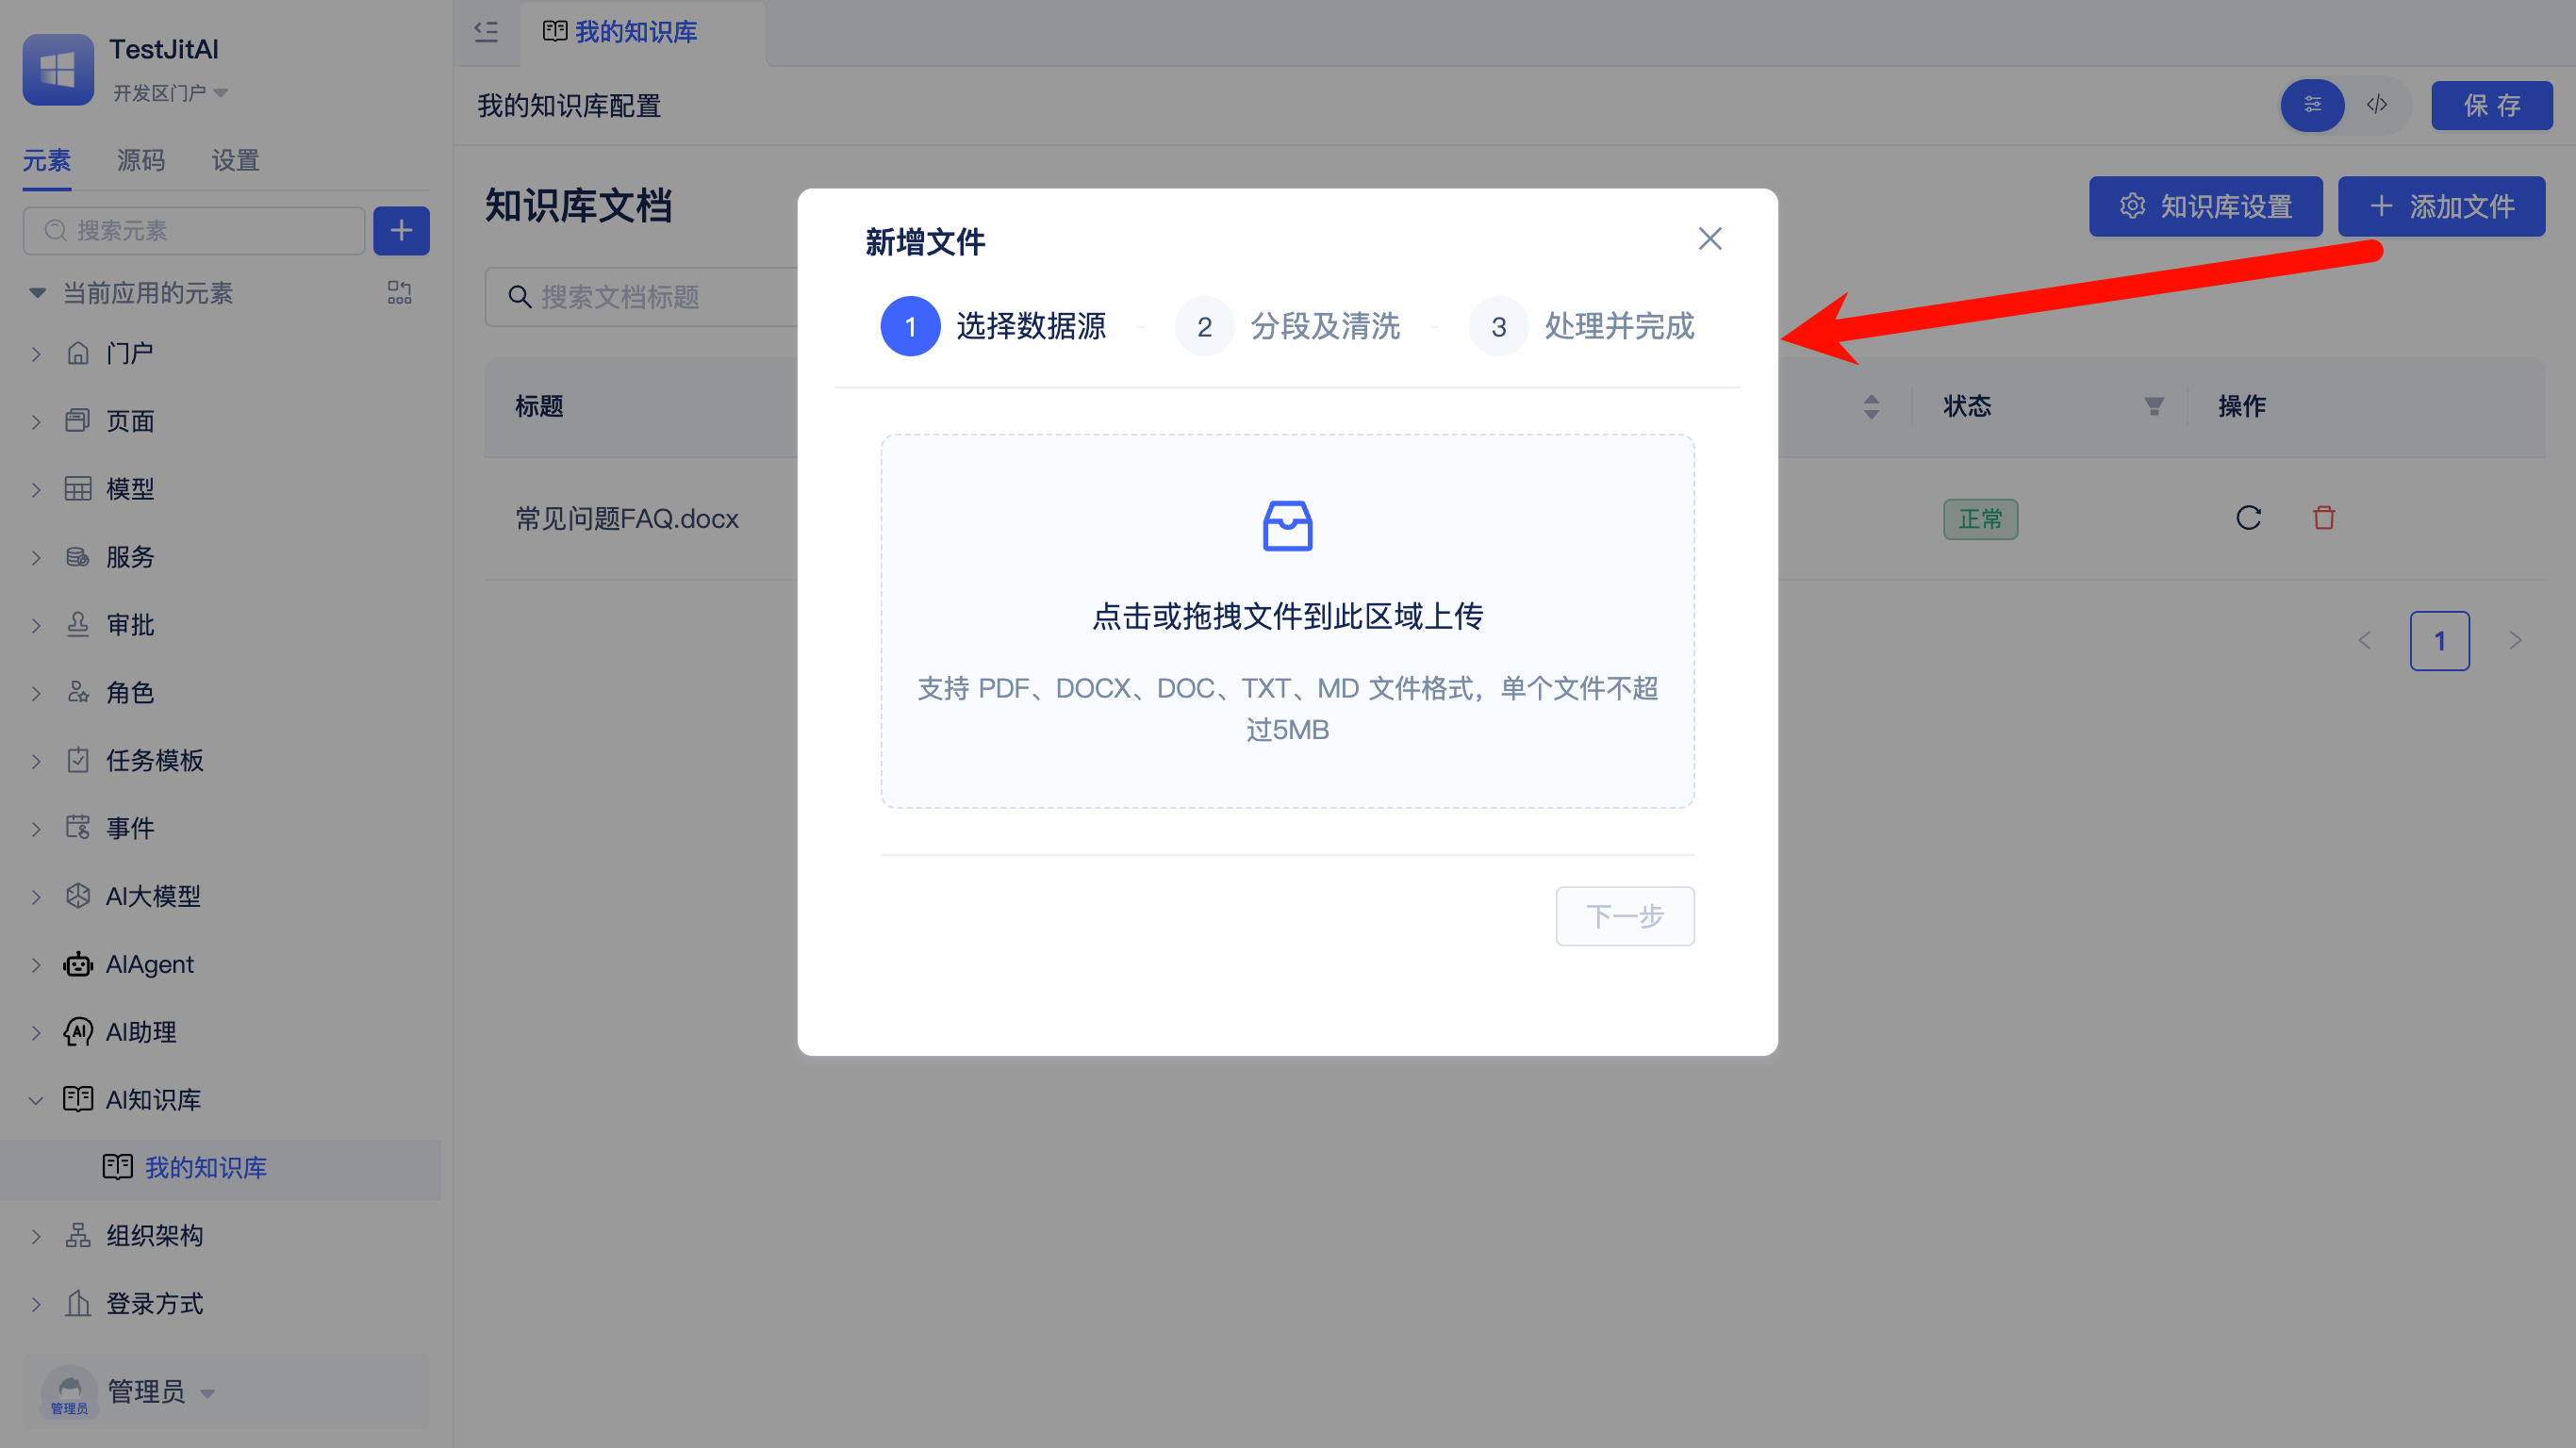 TestJitAI
开发区门户
元素 源码 设置
搜索元素
当前应用的元素
门户
页面
模型
服务
审批
角色
任务模板
事件
AI大模型
AIAgent
AI助理
AI知识库
我的知识库
组织架构
登录方式
管理员
管理员
我的知识库
我的知识库配置
保 存
知识库文档
知识库设置
添加文件
搜索文档标题
标题 状态 操作
常见问题FAQ.docx 正常
1
新增文件
1 选择数据源 - 2 分段及清洗 - 3 处理并完成
点击或拖拽文件到此区域上传
支持 PDF、DOCX、DOC、TXT、MD 文件格式，单个文件不超
过5MB
下一步